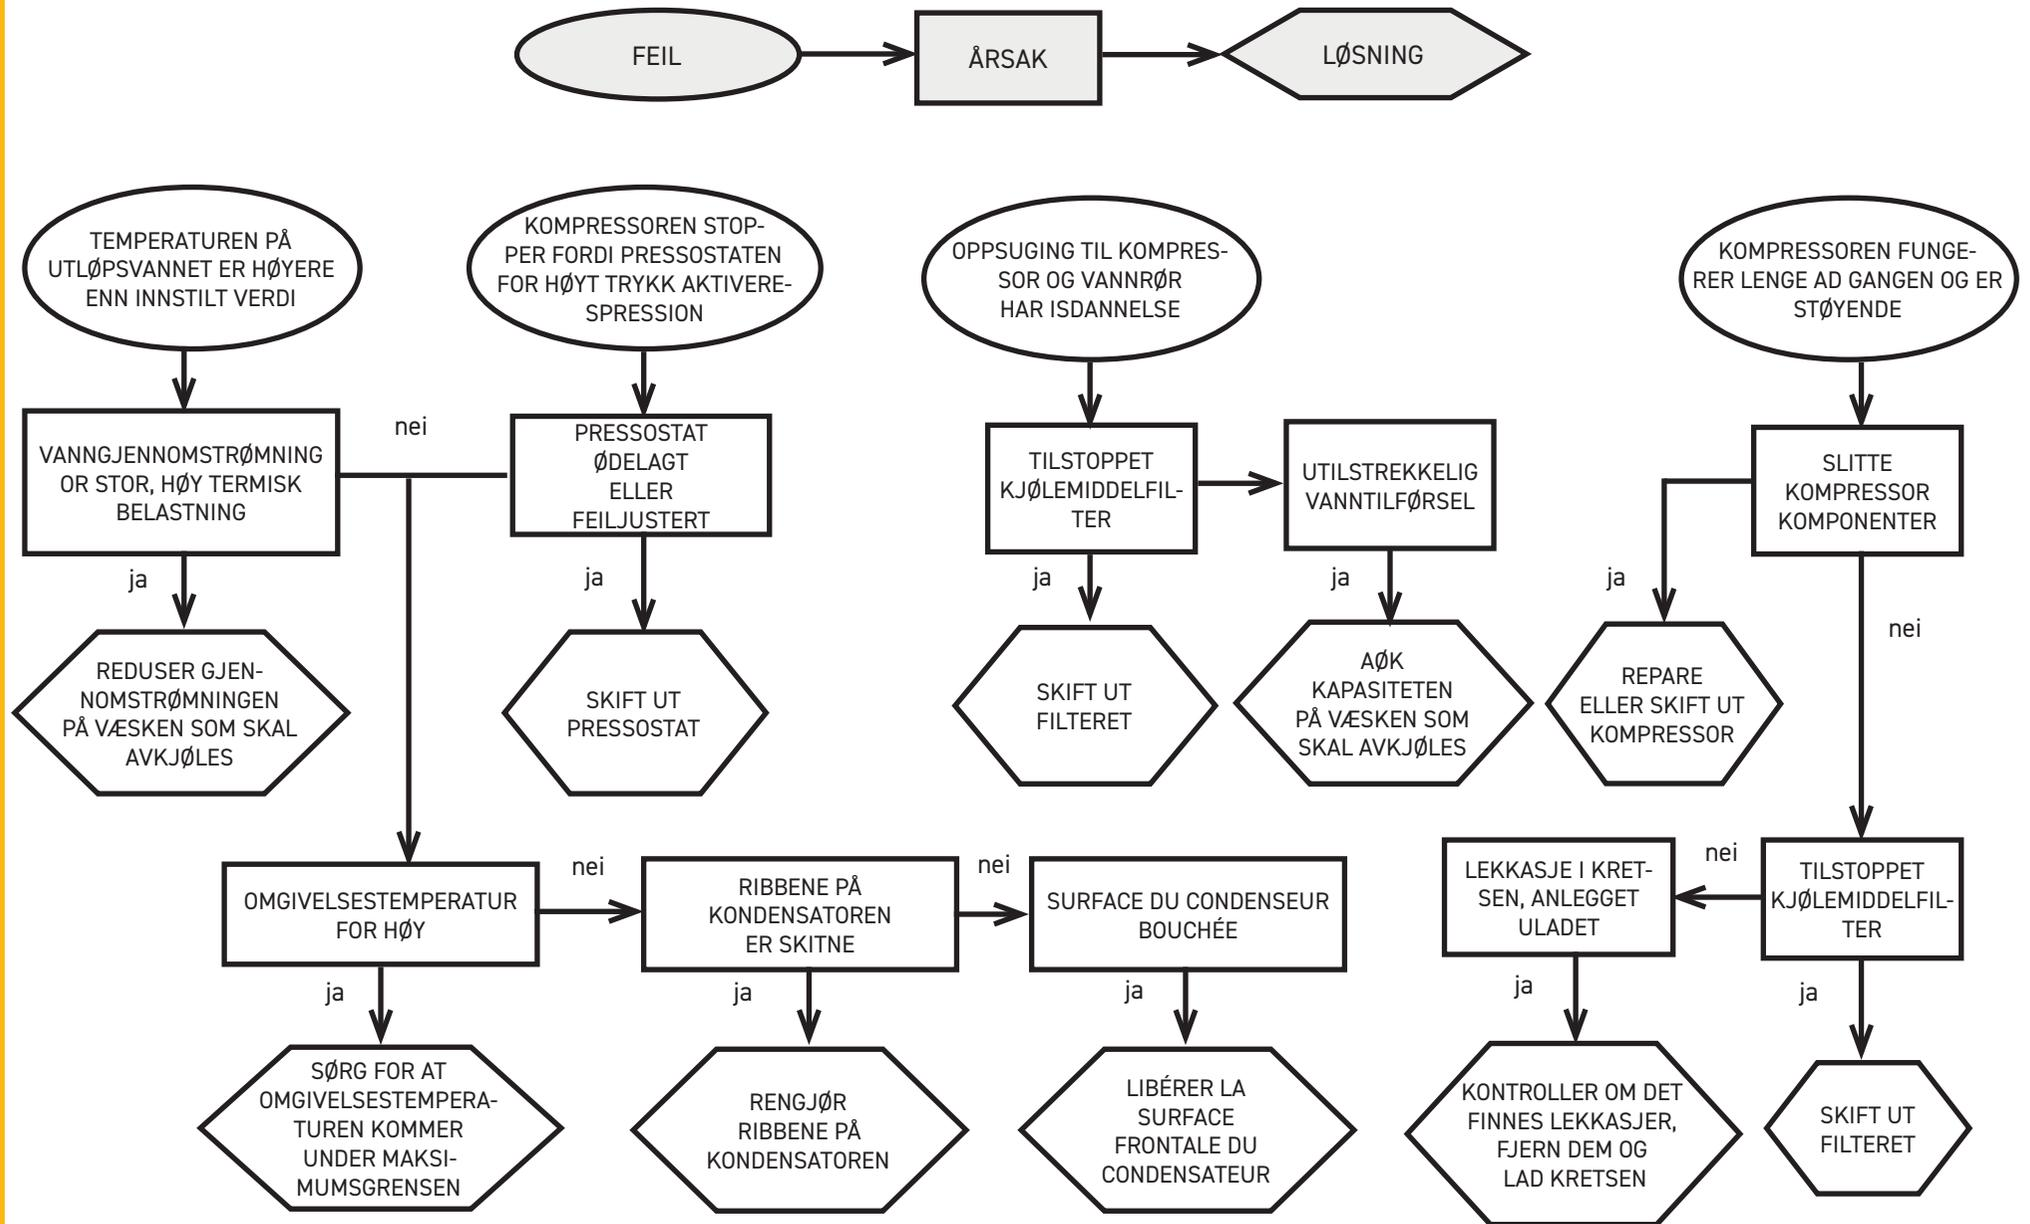 FEIL
ÅRSAK
LØSNING
TEMPERATUREN PÅ
UTLØPSVANNET ER HØYERE
ENN INNSTILT VERDI
KOMPRESSOREN STOP-
PER FORDI PRESSOSTATEN
FOR HØYT TRYKK AKTIVERE-
SPRESSION
OPPSUGING TIL KOMPRES-
SOR OG VANNRØR
HAR ISDANNELSE
KOMPRESSOREN FUNGE-
RER LENGE AD GANGEN OG ER
STØYENDE
VANNGJENNOMSTRØMNING
OR STOR, HØY TERMISK
BELASTNING
nei
PRESSOSTAT
ØDELAGT
ELLER
FEILJUSTERT
TILSTOPPET
KJØLEMIDDELFIL-
TER
UTILSTREKKELIG
VANNTILFØRSEL
SLITTE
KOMPRESSOR
KOMPONENTER
ja
ja
ja
ja
ja
nei
REDUSER GJEN-
NOMSTRØMNINGEN
PÅ VÆSKEN SOM SKAL
AVKJØLES
SKIFT UT
PRESSOSTAT
SKIFT UT
FILTERET
AØK
KAPASITETEN
PÅ VÆSKEN SOM
SKAL AVKJØLES
REPARE
ELLER SKIFT UT
KOMPRESSOR
OMGIVELSESTEMPERATUR
FOR HØY
nei
RIBBENE PÅ
KONDENSATOREN
ER SKITNE
nei
SURFACE DU CONDENSEUR
BOUCHÉE
LEKKASJE I KRET-
SEN, ANLEGGET
ULADET
nei
TILSTOPPET
KJØLEMIDDELFIL-
TER
ja
ja
ja
ja
ja
SØRG FOR AT
OMGIVELSESTEMPERA-
TUREN KOMMER
UNDER MAKSI-
MUMSGRENSEN
RENGJØR
RIBBENE PÅ
KONDENSATOREN
LIBÉRER LA
SURFACE
FRONTALE DU
CONDENSATEUR
KONTROLLER OM DET
FINNES LEKKASJER,
FJERN DEM OG
LAD KRETSEN
SKIFT UT
FILTERET